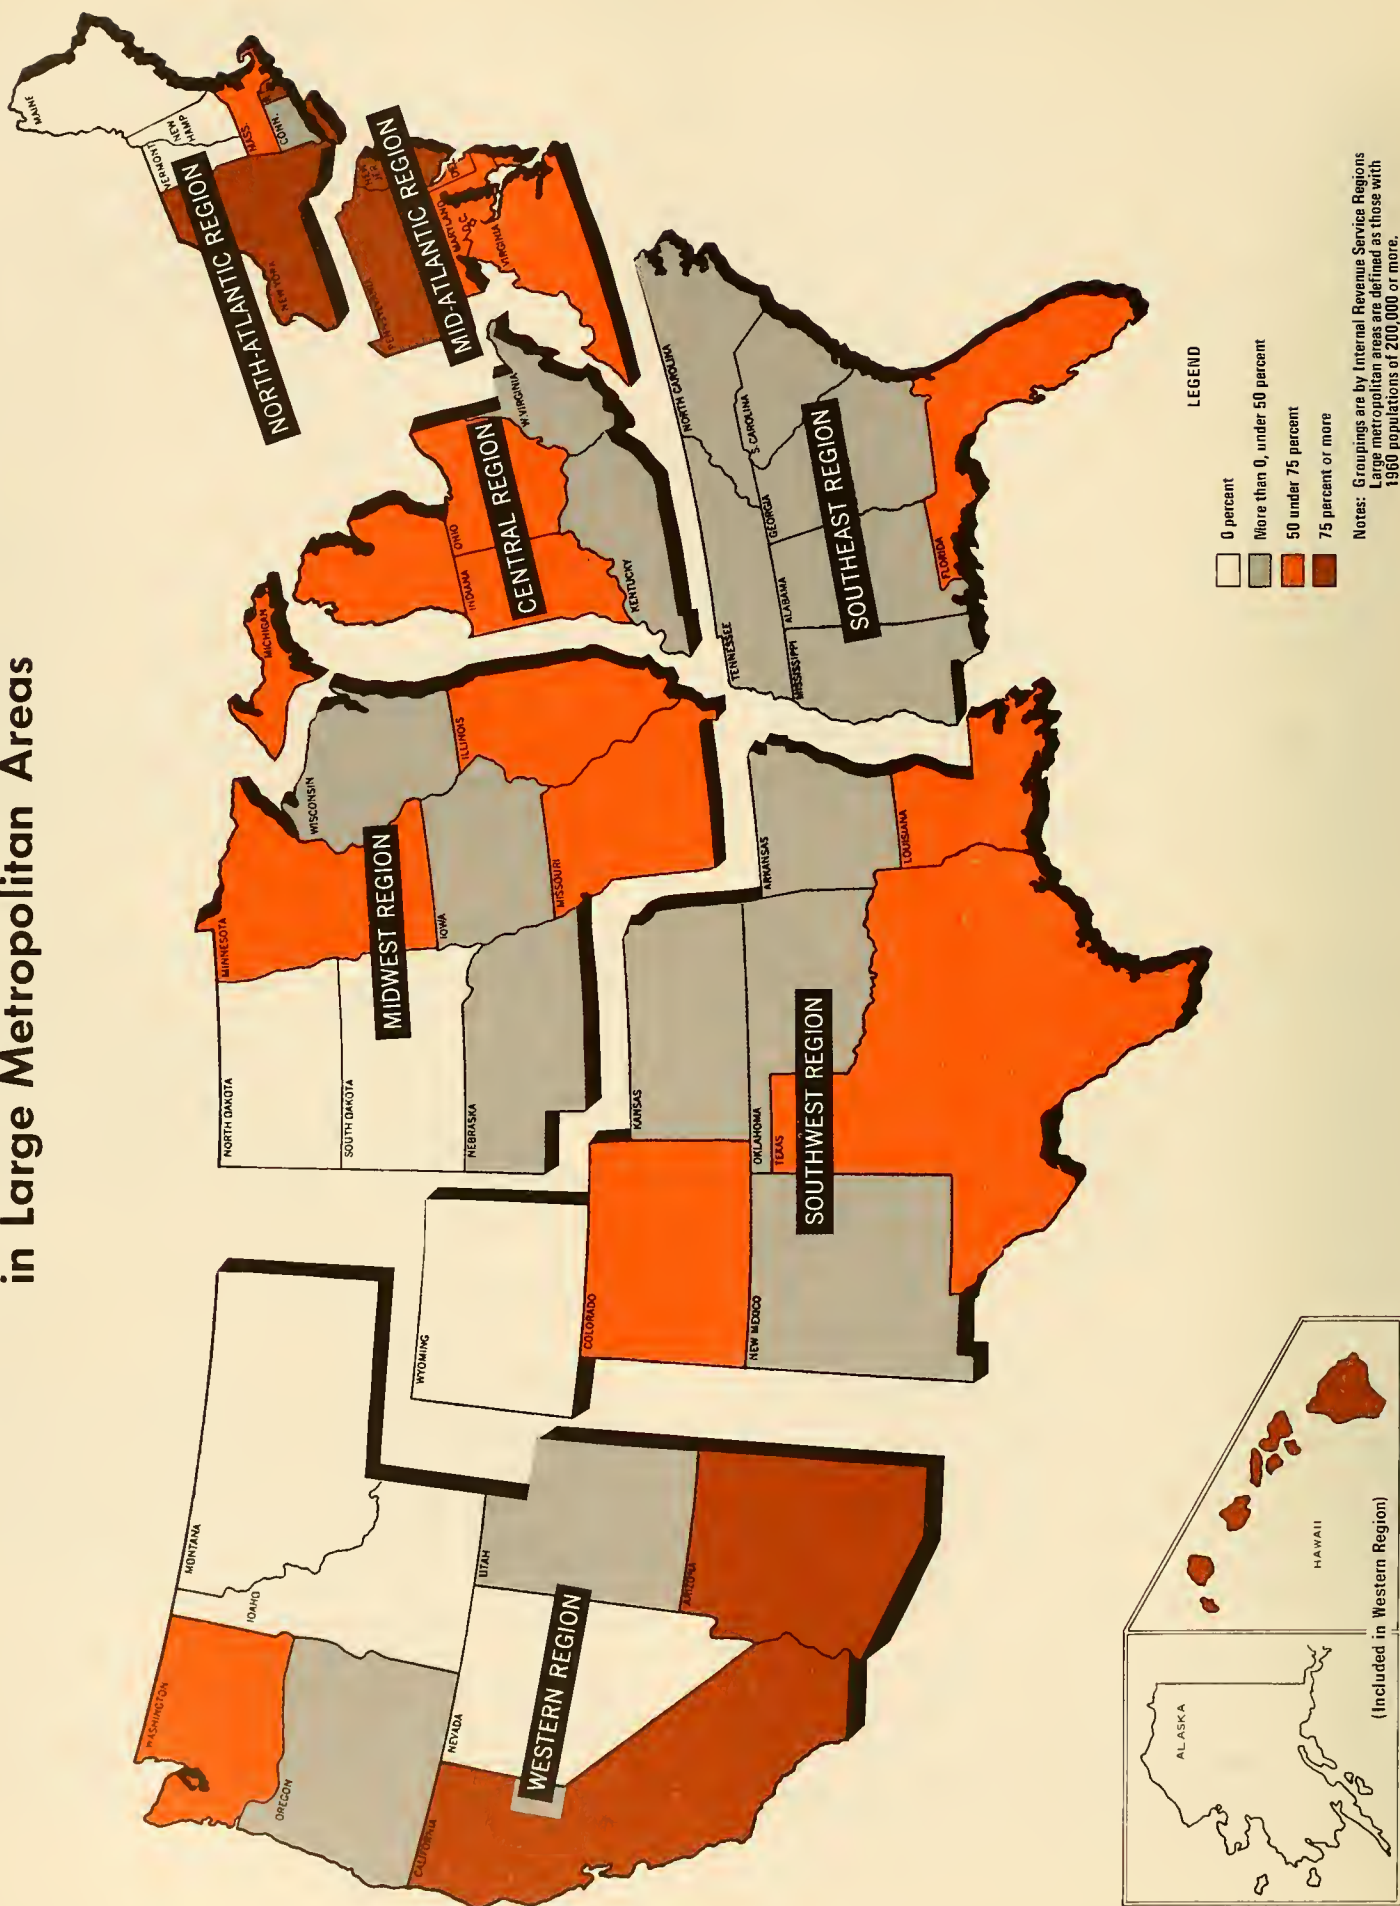 in Large Metropolitan Areas
WASHINGTON
MONTANA
OREGON
IDAHO
WYOMING
NEVADA
UTAH
CALIFORNIA
ARIZONA
WESTERN REGION
NORTH DAKOTA
MINNESOTA
SOUTH DAKOTA
WISCONSIN
NEBRASKA
IOWA
ILLINOIS
MISSOURI
MIDWEST REGION
COLORADO
KANSAS
NEW MEXICO
OKLAHOMA
TEXAS
ARKANSAS
LOUISIANA
SOUTHWEST REGION
MICHIGAN
INDIANA
OHIO
W.VIRGINIA
KENTUCKY
CENTRAL REGION
MAINE
VERMONT
NEW
HAMP
MASS.
CONN.
NEW YORK
NORTH-ATLANTIC REGION
PENNSYLVANIA
NEW
JER.
MARYLAND
DEL.
D.C.
VIRGINIA
MID-ATLANTIC REGION
TENNESSEE
NORTH CAROLINA
S. CAROLINA
MISSISSIPPI
ALABAMA
GEORGIA
FLORIDA
SOUTHEAST REGION
ALASKA
HAWAII
(Included in Western Region)
LEGEND
0 percent
More than 0, under 50 percent
50 under 75 percent
75 percent or more
Notes: Groupings are by Internal Revenue Service Regions
Large metropolitan areas are defined as those with
1960 populations of 200,000 or more.